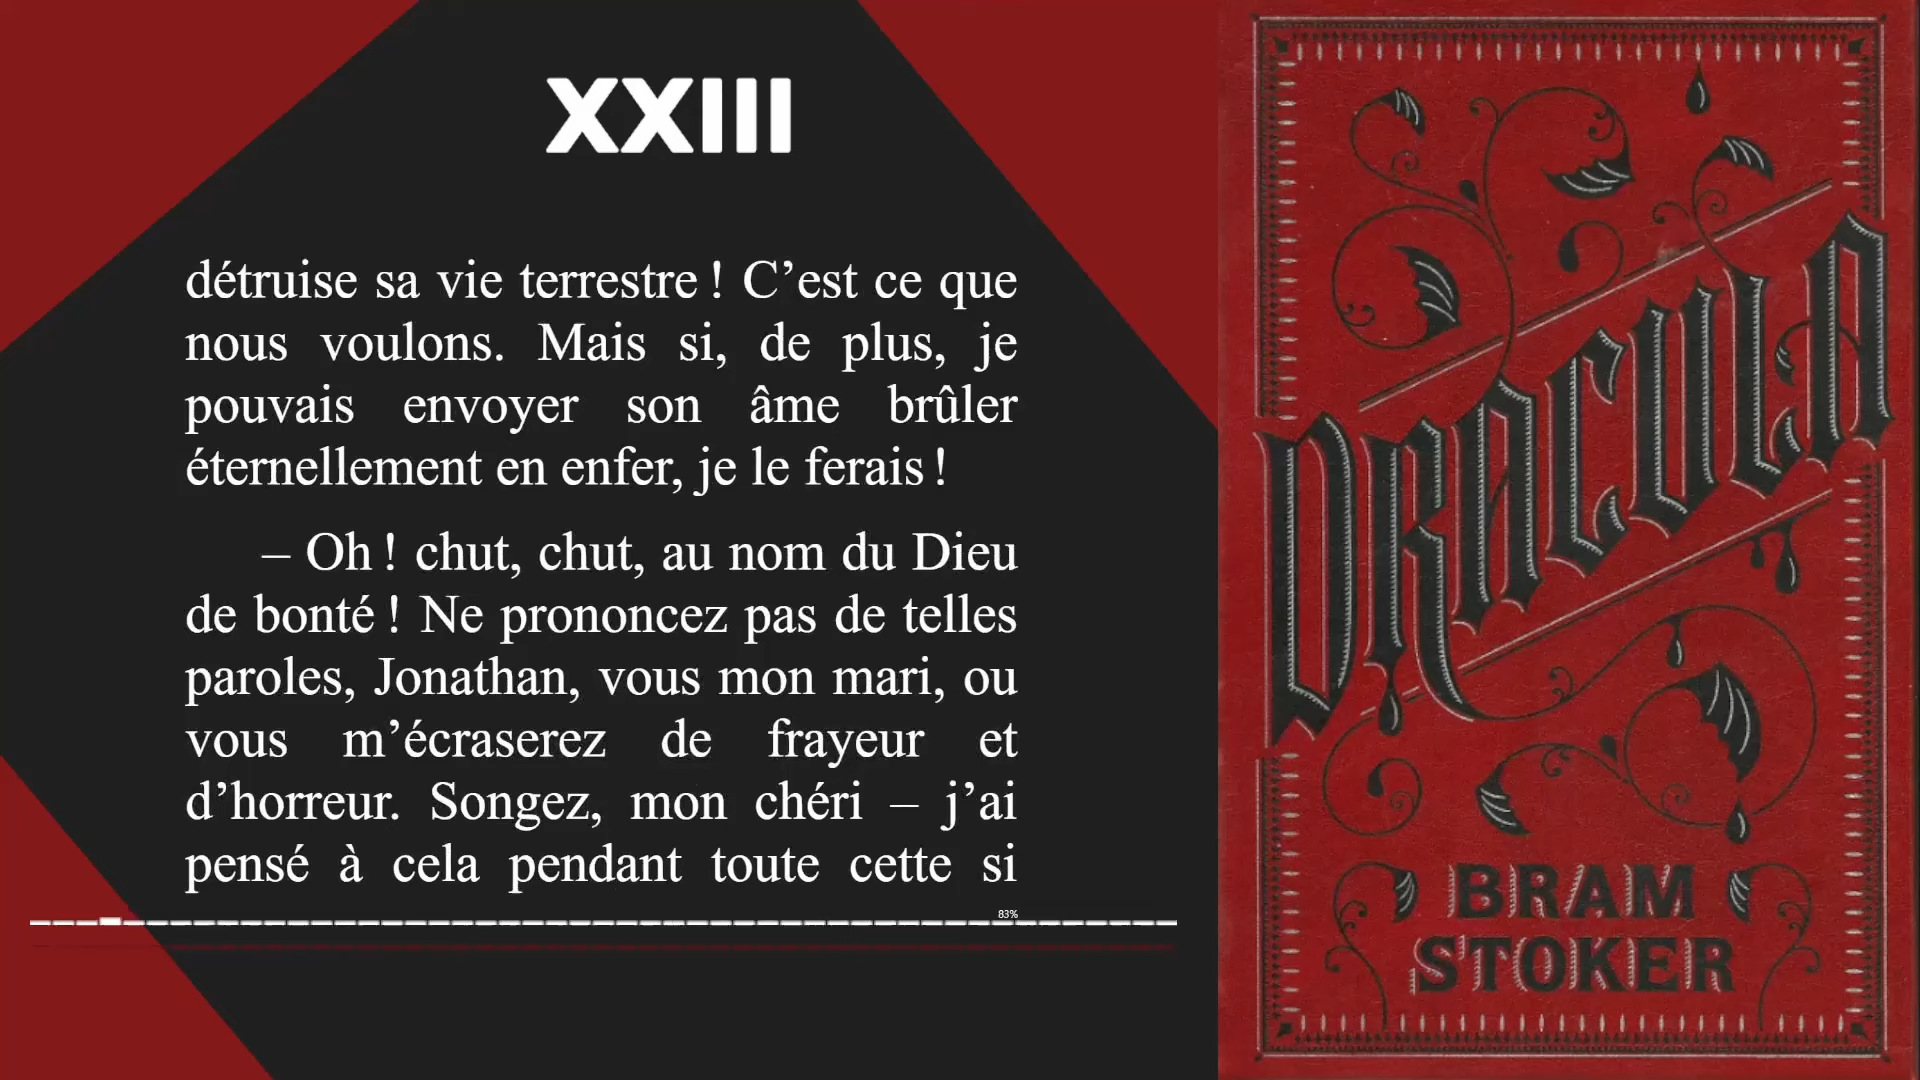 XXIII
détruise sa vie terrestre ! C’est ce que
nous voulons. Mais si, de plus, je
pouvais envoyer son âme brûler
éternellement en enfer, je le ferais !
– Oh ! chut, chut, au nom du Dieu
de bonté ! Ne prononcez pas de telles
paroles, Jonathan, vous mon mari, ou
vous m’écraserez de frayeur et
d’horreur. Songez, mon chéri – j’ai
pensé à cela pendant toute cette si
83%
DRACULA
BRAM
STOKER